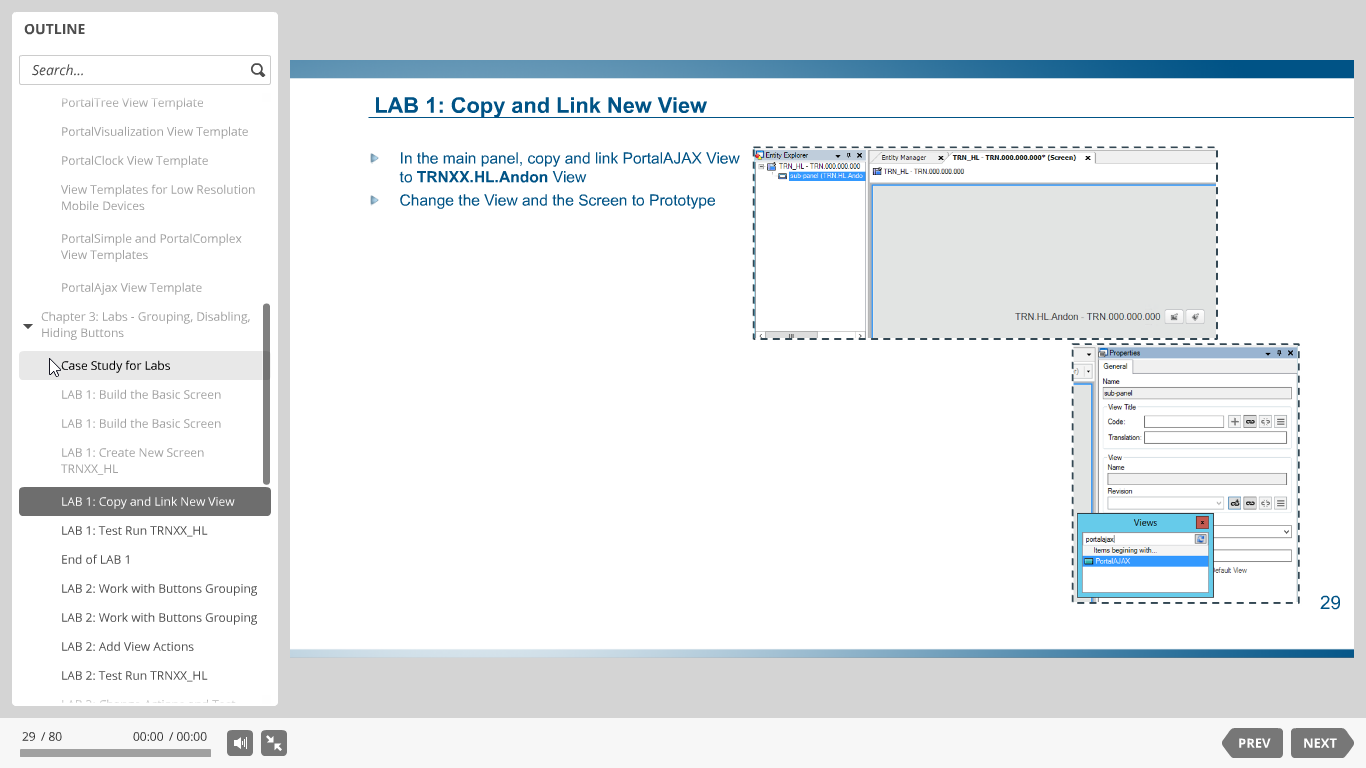 OUTLINE
Search...
PortalTree View Template
PortalVisualization View Template
PortalClock View Template
View Templates for Low Resolution
Mobile Devices
PortalSimple and PortalComplex
View Templates
PortalAjax View Template
Chapter 3: Labs - Grouping, Disabling,
Hiding Buttons
Case Study for Labs
LAB 1: Build the Basic Screen
LAB 1: Build the Basic Screen
LAB 1: Create New Screen
TRNXX_HL
LAB 1: Copy and Link New View
LAB 1: Test Run TRNXX_HL
End of LAB 1
LAB 2: Work with Buttons Grouping
LAB 2: Work with Buttons Grouping
LAB 2: Add View Actions
LAB 2: Test Run TRNXX_HL
LAB 1: Copy and Link New View
In the main panel, copy and link PortalAJAX View
to TRNXX.HL.Andon View
Change the View and the Screen to Prototype
Entity Explorer
TRN_HL - TRN.000.000.000
sub-panel (TRN.HL.Ando
Entity Manager
TRN_HL - TRN.000.000.000* (Screen)
TRN_HL - TRN.000.000.000
TRN.HL.Andon - TRN.000.000.000
Properties
General
Name
sub-panel
View Title
Code:
Translation:
View
Name
Revision
Views
portalajax
Items begining with...
PortalAJAX
efault View
29
29 / 80
00:00 / 00:00
PREV
NEXT